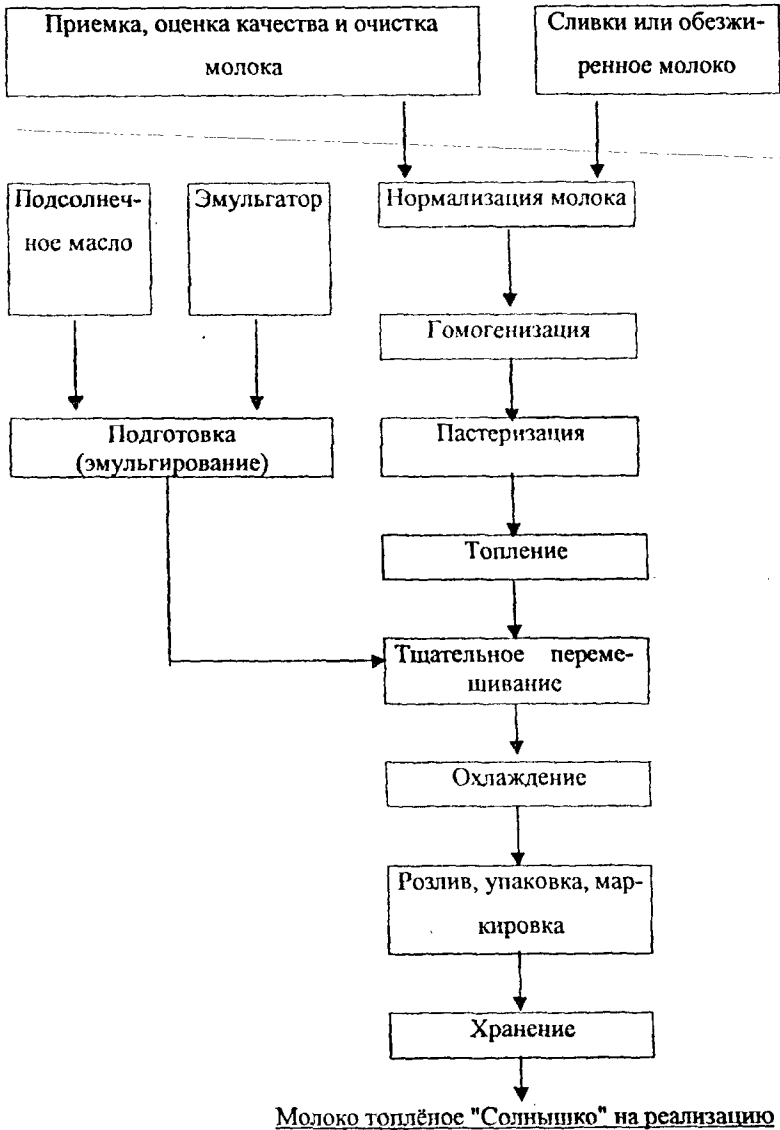 Приемка, оценка качества и очистка
молока
Сливки или обезжи-
ренное молоко
Подсолнеч-
ное масло
Эмульгатор
Нормализация молока
Гомогенизация
Подготовка
(эмульгирование)
Пастеризация
Топление
Тщательное переме-
шивание
Охлаждение
Розлив, упаковка, мар-
кировка
Хранение
Молоко топлёное "Солнышко" на реализацию